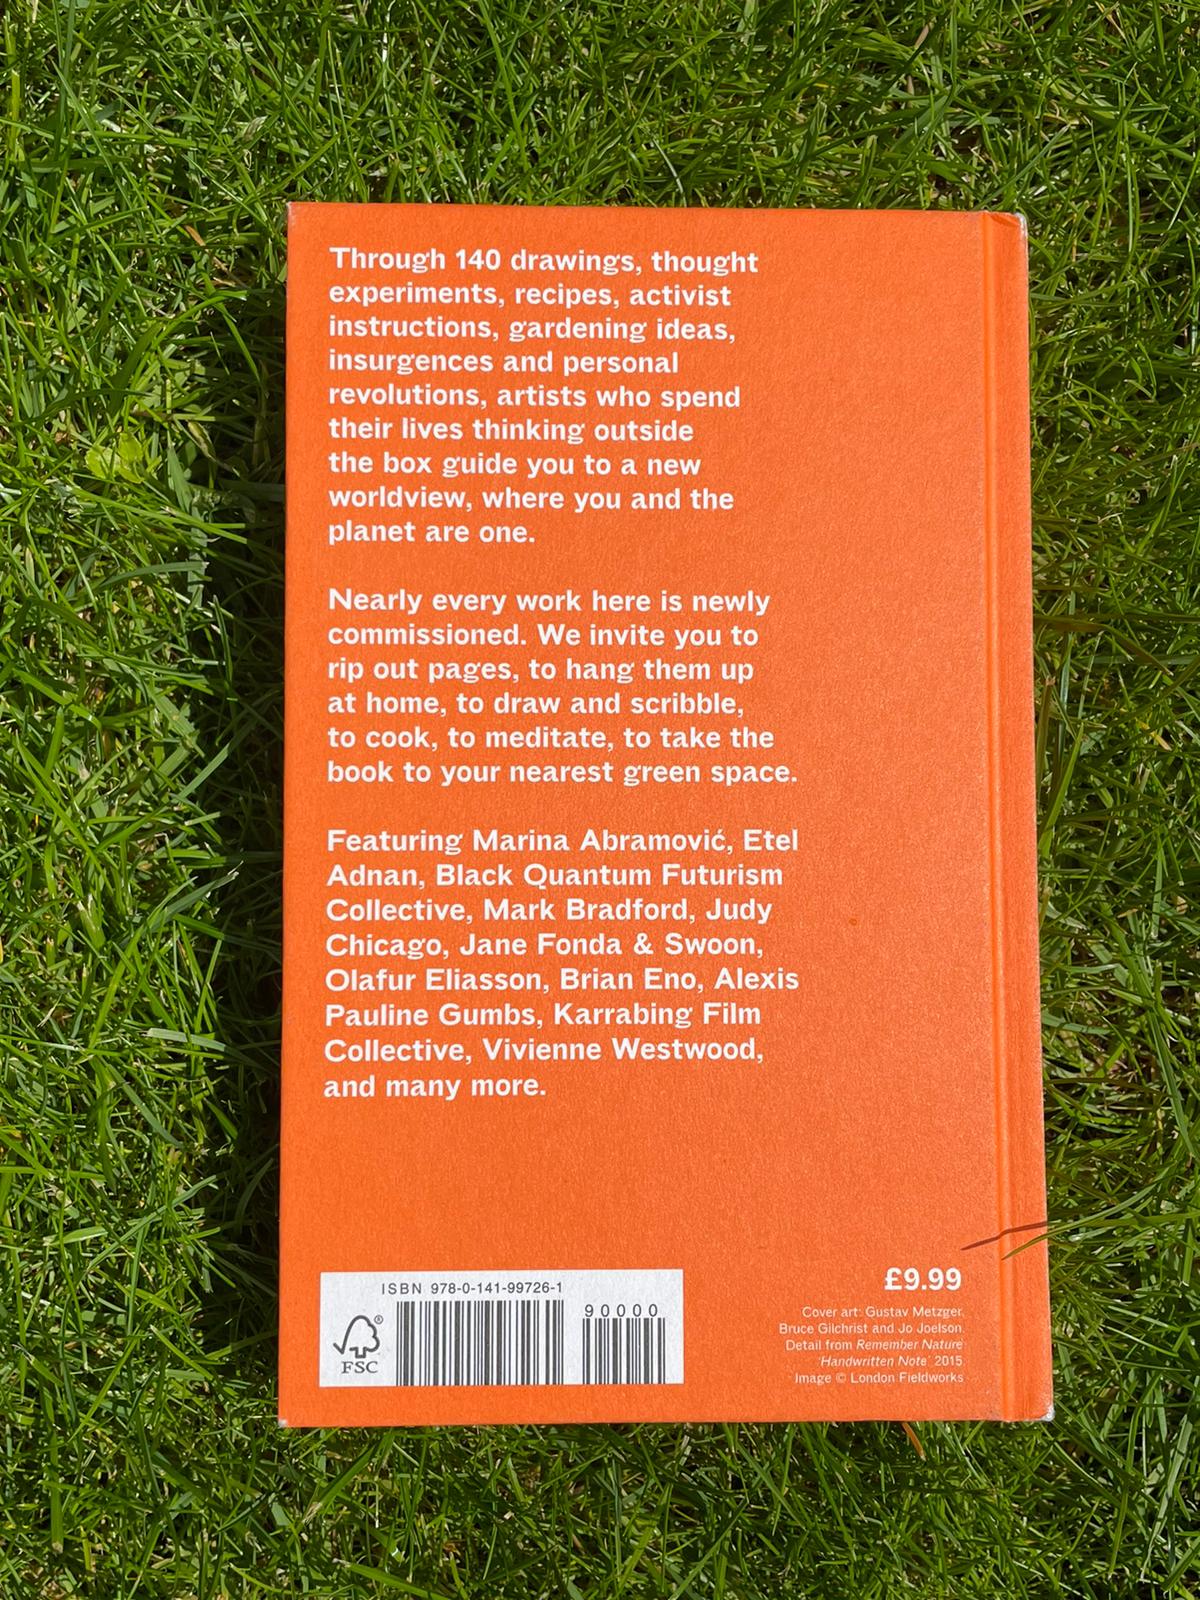 Through 140 drawings, thought
experiments, recipes, activist
instructions, gardening ideas,
insurgences and personal
revolutions, artists who spend
their lives thinking outside
the box guide you to a new
worldview, where you and the
planet are one.
Nearly every work here is newly
commissioned. We invite you to
rip out pages, to hang them up
at home, to draw and scribble,
to cook, to meditate, to take the
book to your nearest green space.
Featuring Marina Abramović, Etel
Adnan, Black Quantum Futurism
Collective, Mark Bradford, Judy
Chicago, Jane Fonda & Swoon,
Olafur Eliasson, Brian Eno, Alexis
Pauline Gumbs, Karrabing Film
Collective, Vivienne Westwood,
and many more.
ISBN 978-0-141-99726-1
90000
®
FSC
£9.99
Cover art: Gustav Metzger,
Bruce Gilchrist and Jo Joelson.
Detail from Remember Nature
'Handwritten Note' 2015.
Image © London Fieldworks